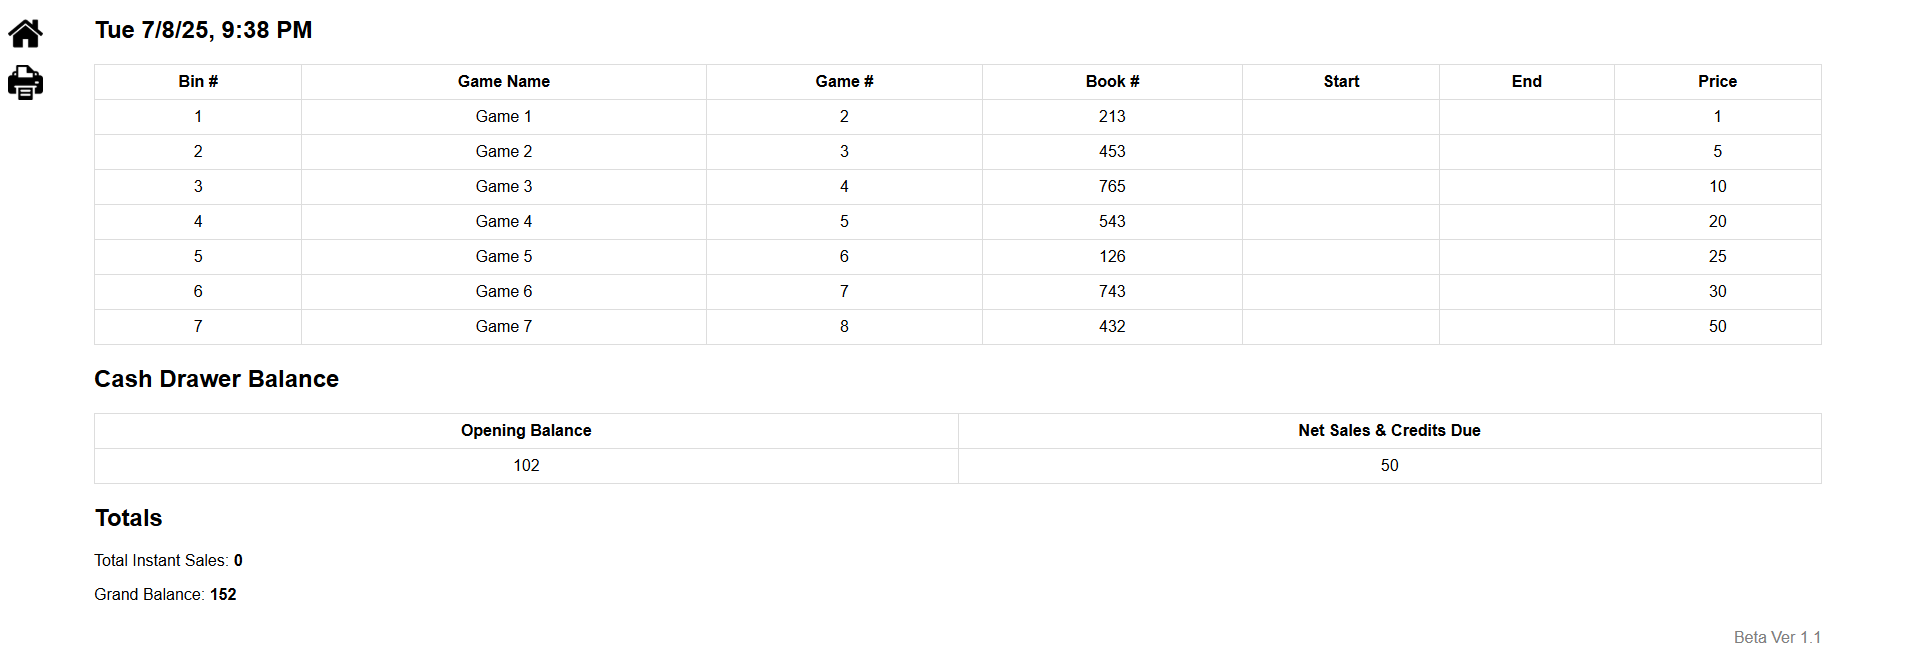 Tue 7/8/25, 9:38 PM
Bin # Game Name Game # Book # Start End Price
1 Game 1 2 213 1
2 Game 2 3 453 5
3 Game 3 4 765 10
4 Game 4 5 543 20
5 Game 5 6 126 25
6 Game 6 7 743 30
7 Game 7 8 432 50
Cash Drawer Balance
Opening Balance Net Sales & Credits Due
102 50
Totals
Total Instant Sales: 0
Grand Balance: 152
Beta Ver 1.1